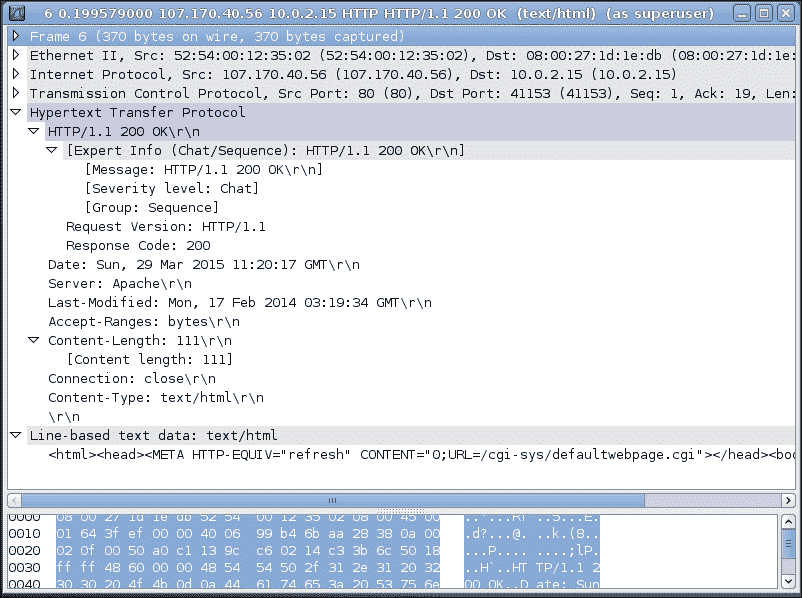 6 0.199579000 107.170.40.56 10.0.2.15 HTTP HTTP/1.1 200 OK (text/html) (as superuser)
Frame 6 (370 bytes on wire, 370 bytes captured)
Ethernet II, Src: 52:54:00:12:35:02 (52:54:00:12:35:02), Dst: 08:00:27:1d:1e:db (08:00:27:1d:1e:
Internet Protocol, Src: 107.170.40.56 (107.170.40.56), Dst: 10.0.2.15 (10.0.2.15)
Transmission Control Protocol, Src Port: 80 (80), Dst Port: 41153 (41153), Seq: 1, Ack: 19, Len:
Hypertext Transfer Protocol
HTTP/1.1 200 OK\r\n
[Expert Info (Chat/Sequence): HTTP/1.1 200 OK\r\n]
[Message: HTTP/1.1 200 OK\r\n]
[Severity level: Chat]
[Group: Sequence]
Request Version: HTTP/1.1
Response Code: 200
Date: Sun, 29 Mar 2015 11:20:17 GMT\r\n
Server: Apache\r\n
Last-Modified: Mon, 17 Feb 2014 03:19:34 GMT\r\n
Accept-Ranges: bytes\r\n
Content-Length: 111\r\n
[Content length: 111]
Connection: close\r\n
Content-Type: text/html\r\n
\r\n
Line-based text data: text/html
<html><head><META HTTP-EQUIV="refresh" CONTENT="0;URL=/cgi-sys/defaultwebpage.cgi"></head><boo
0000 08 00 27 1d 1e db 52 54 00 12 35 02 08 00 45 00 ..'...RT ..5...E.
0010 01 64 3f ef 00 00 40 06 99 b4 6b aa 28 38 0a 00 .d?...@. ..k.(8..
0020 02 0f 00 50 a0 c1 13 9c c6 02 14 c3 3b 6c 50 18 ...P.... ....;lP.
0030 ff ff 48 60 00 00 48 54 54 50 2f 31 2e 31 20 32 ..H`..HT TP/1.1 2
0040 30 30 20 4f 4b 0d 0a 44 61 74 65 3a 20 53 75 6e 00 OK..D ate: Sun